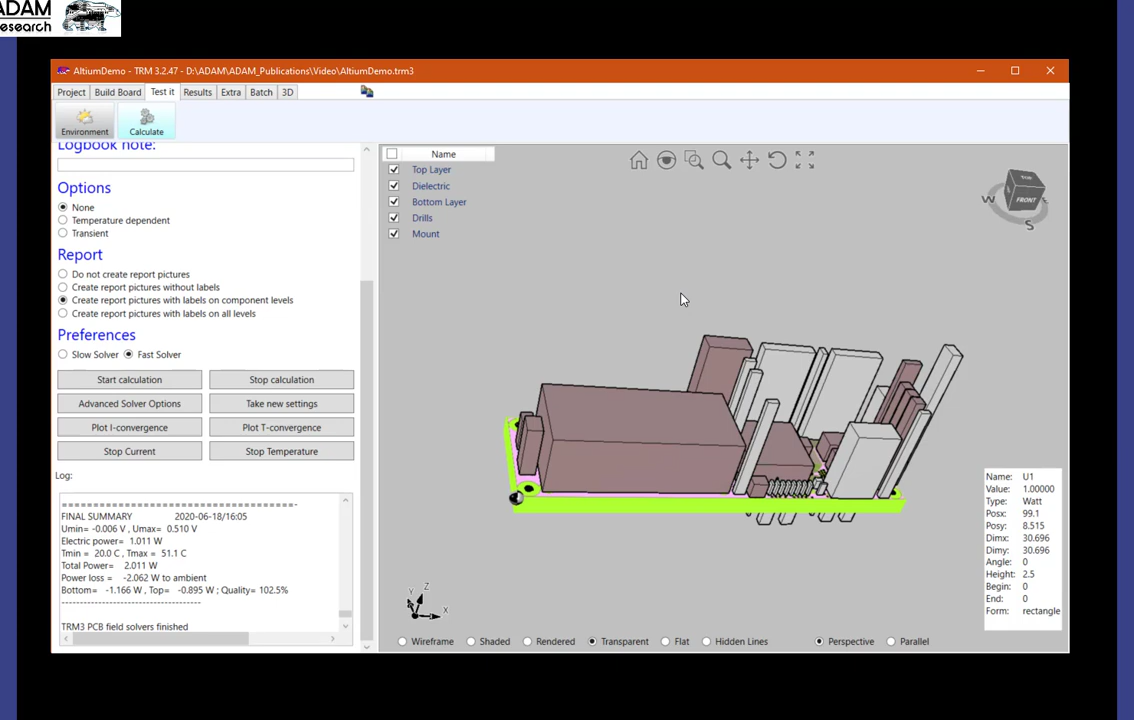 ADAM
esearch
AltiumDemo - TRM 3.2.47 - D:\ADAM\ADAM_Publications\Video\AltiumDemo.trm3
Project Build Board Test it Results Extra Batch 3D
Environment Calculate
Logbook note:
Options
None
Temperature dependent
Transient
Report
Do not create report pictures
Create report pictures without labels
Create report pictures with labels on component levels
Create report pictures with labels on all levels
Preferences
Slow Solver Fast Solver
Start calculation Stop calculation
Advanced Solver Options Take new settings
Plot I-convergence Plot T-convergence
Stop Current Stop Temperature
Log:
========================================-
FINAL SUMMARY 2020-06-18/16:05
Umin= -0.006 V , Umax= 0.510 V
Electric power= 1.011 W
Tmin = 20.0 C , Tmax = 51.1 C
Total Power= 2.011 W
Power loss = -2.062 W to ambient
Bottom= -1.166 W , Top= -0.895 W ; Quality= 102.5%
------------------------------------
TRM3 PCB field solvers finished
Name
Top Layer
Dielectric
Bottom Layer
Drills
Mount
TOP
FRONT
W
S
Name: U1
Value: 1.00000
Type: Watt
Posx: 99.1
Posy: 8.515
Dimx: 30.696
Dimy: 30.696
Angle: 0
Height: 2.5
Begin: 0
End: 0
Form: rectangle
Y Z X
Wireframe Shaded Rendered Transparent Flat Hidden Lines Perspective Parallel